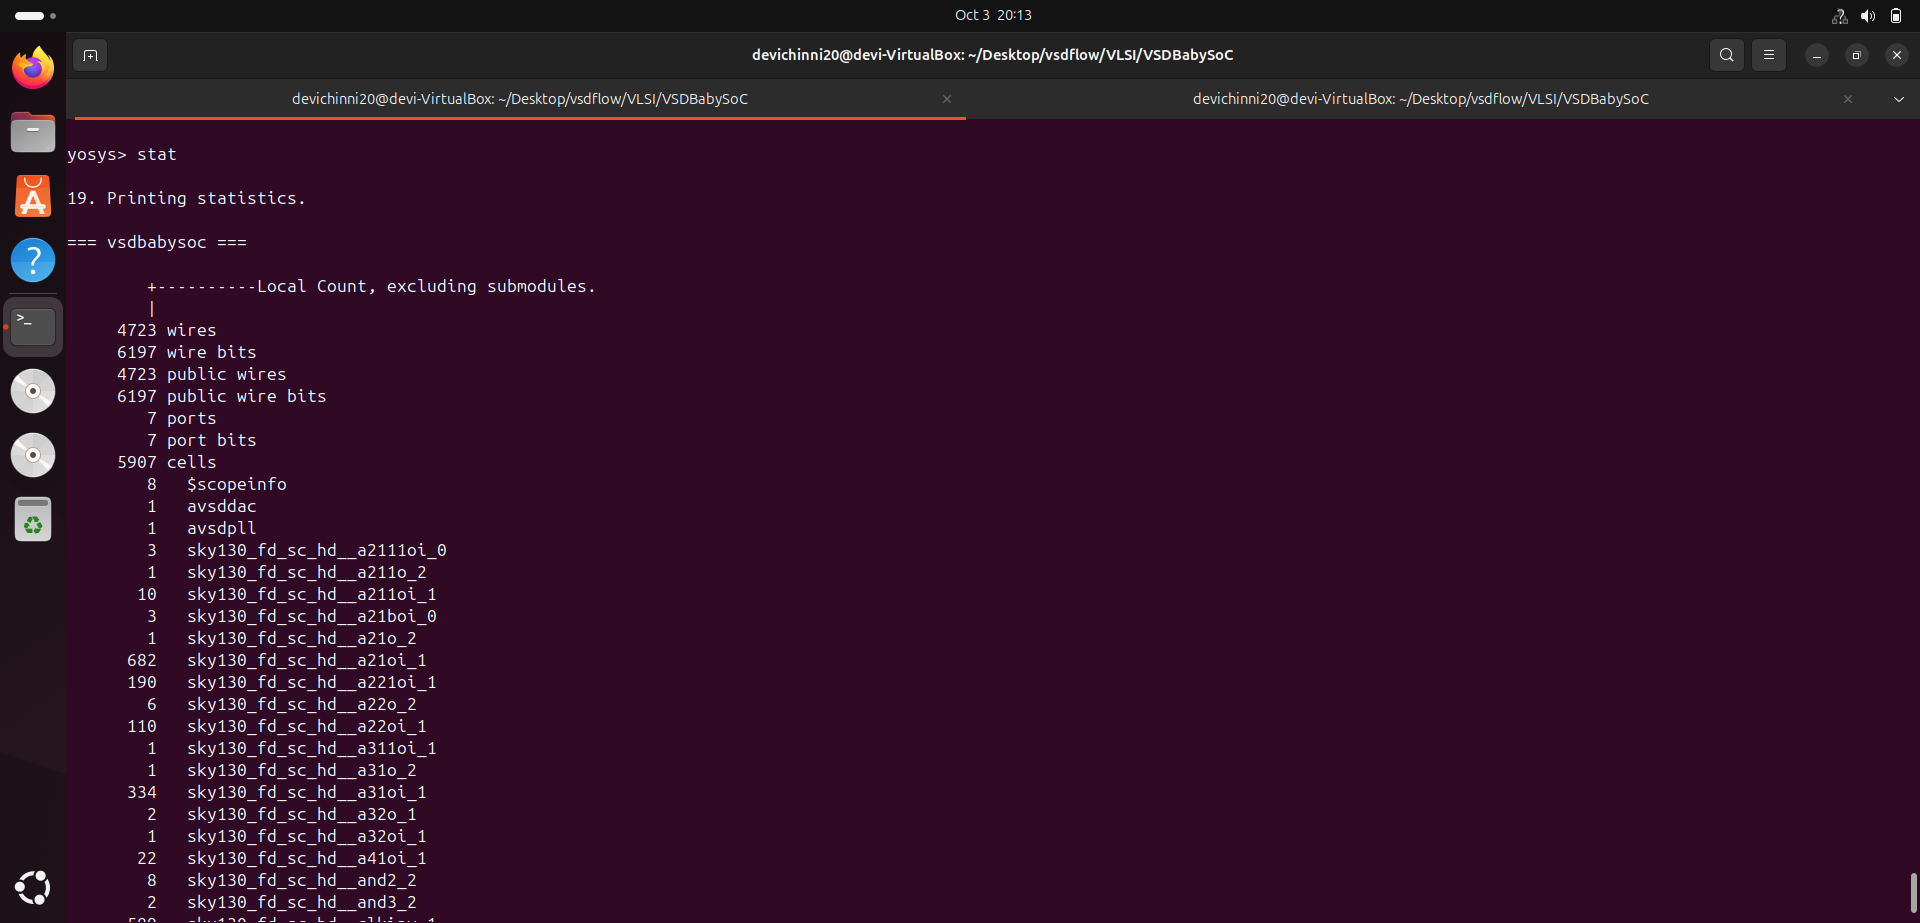 Oct 3 20:13
devichinni20@devi-VirtualBox: ~/Desktop/vsdflow/VLSI/VSDBabySoC
devichinni20@devi-VirtualBox: ~/Desktop/vsdflow/VLSI/VSDBabySoC
devichinni20@devi-VirtualBox: ~/Desktop/vsdflow/VLSI/VSDBabySoC
yosys> stat
19. Printing statistics.
=== vsdbabysoc ===
+----------Local Count, excluding submodules.
|
4723 wires
6197 wire bits
4723 public wires
6197 public wire bits
7 ports
7 port bits
5907 cells
8 $scopeinfo
1 avsddac
1 avsdpll
3 sky130_fd_sc_hd__a2111oi_0
1 sky130_fd_sc_hd__a211o_2
10 sky130_fd_sc_hd__a211oi_1
3 sky130_fd_sc_hd__a21boi_0
1 sky130_fd_sc_hd__a21o_2
682 sky130_fd_sc_hd__a21oi_1
190 sky130_fd_sc_hd__a221oi_1
6 sky130_fd_sc_hd__a22o_2
110 sky130_fd_sc_hd__a22oi_1
1 sky130_fd_sc_hd__a311oi_1
1 sky130_fd_sc_hd__a31o_2
334 sky130_fd_sc_hd__a31oi_1
2 sky130_fd_sc_hd__a32o_1
1 sky130_fd_sc_hd__a32oi_1
22 sky130_fd_sc_hd__a41oi_1
8 sky130_fd_sc_hd__and2_2
2 sky130_fd_sc_hd__and3_2